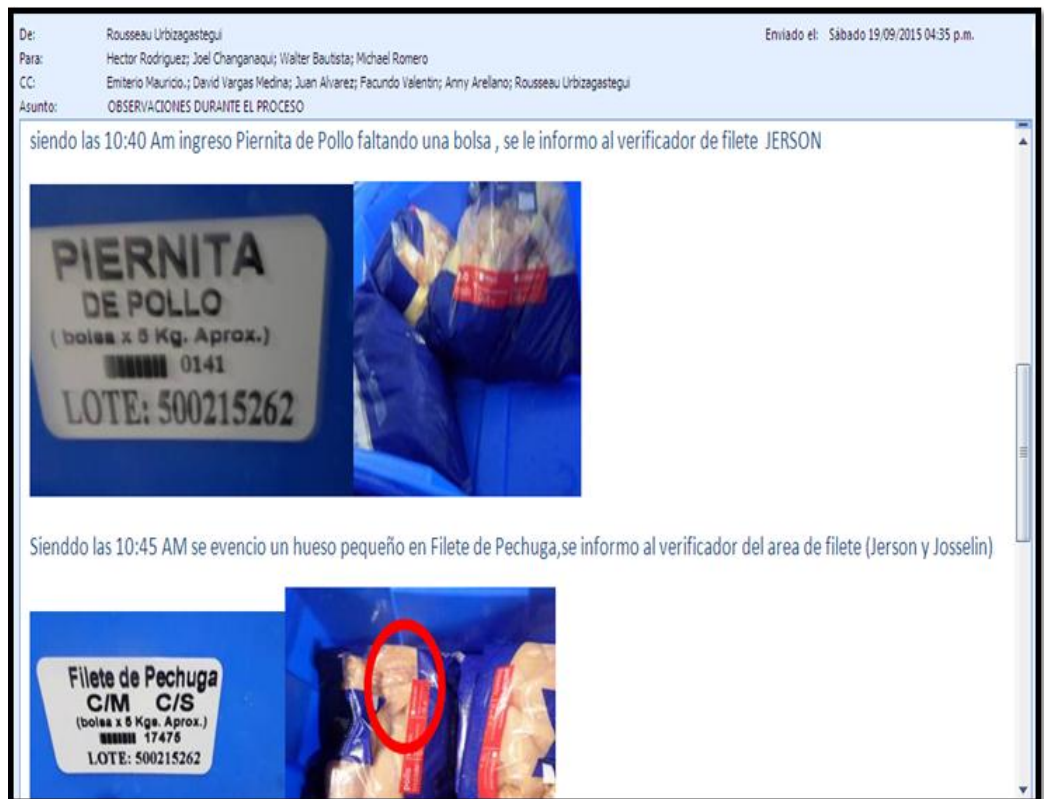 De: Rousseau Urbizagastegui Enviado el: Sábado 19/09/2015 04:35 p.m.
Para: Hector Rodriguez; Joel Changanaqui; Walter Bautista; Michael Romero
CC: Emiterio Mauricio.; David Vargas Medina; Juan Alvarez; Facundo Valentin; Anny Arellano; Rousseau Urbizagastegui
Asunto: OBSERVACIONES DURANTE EL PROCESO
siendo las 10:40 Am ingreso Piernita de Pollo faltando una bolsa , se le informo al verificador de filete JERSON
PIERNITA
DE POLLO
( bolsa x 5 Kg. Aprox.)
0141
LOTE: 500215262
Sienddo las 10:45 AM se evencio un hueso pequeño en Filete de Pechuga,se informo al verificador del area de filete (Jerson y Josselin)
Filete de Pechuga
C/M C/S
(bolsa x 5 Kgs. Aprox.)
17475
LOTE: 500215262
pollo